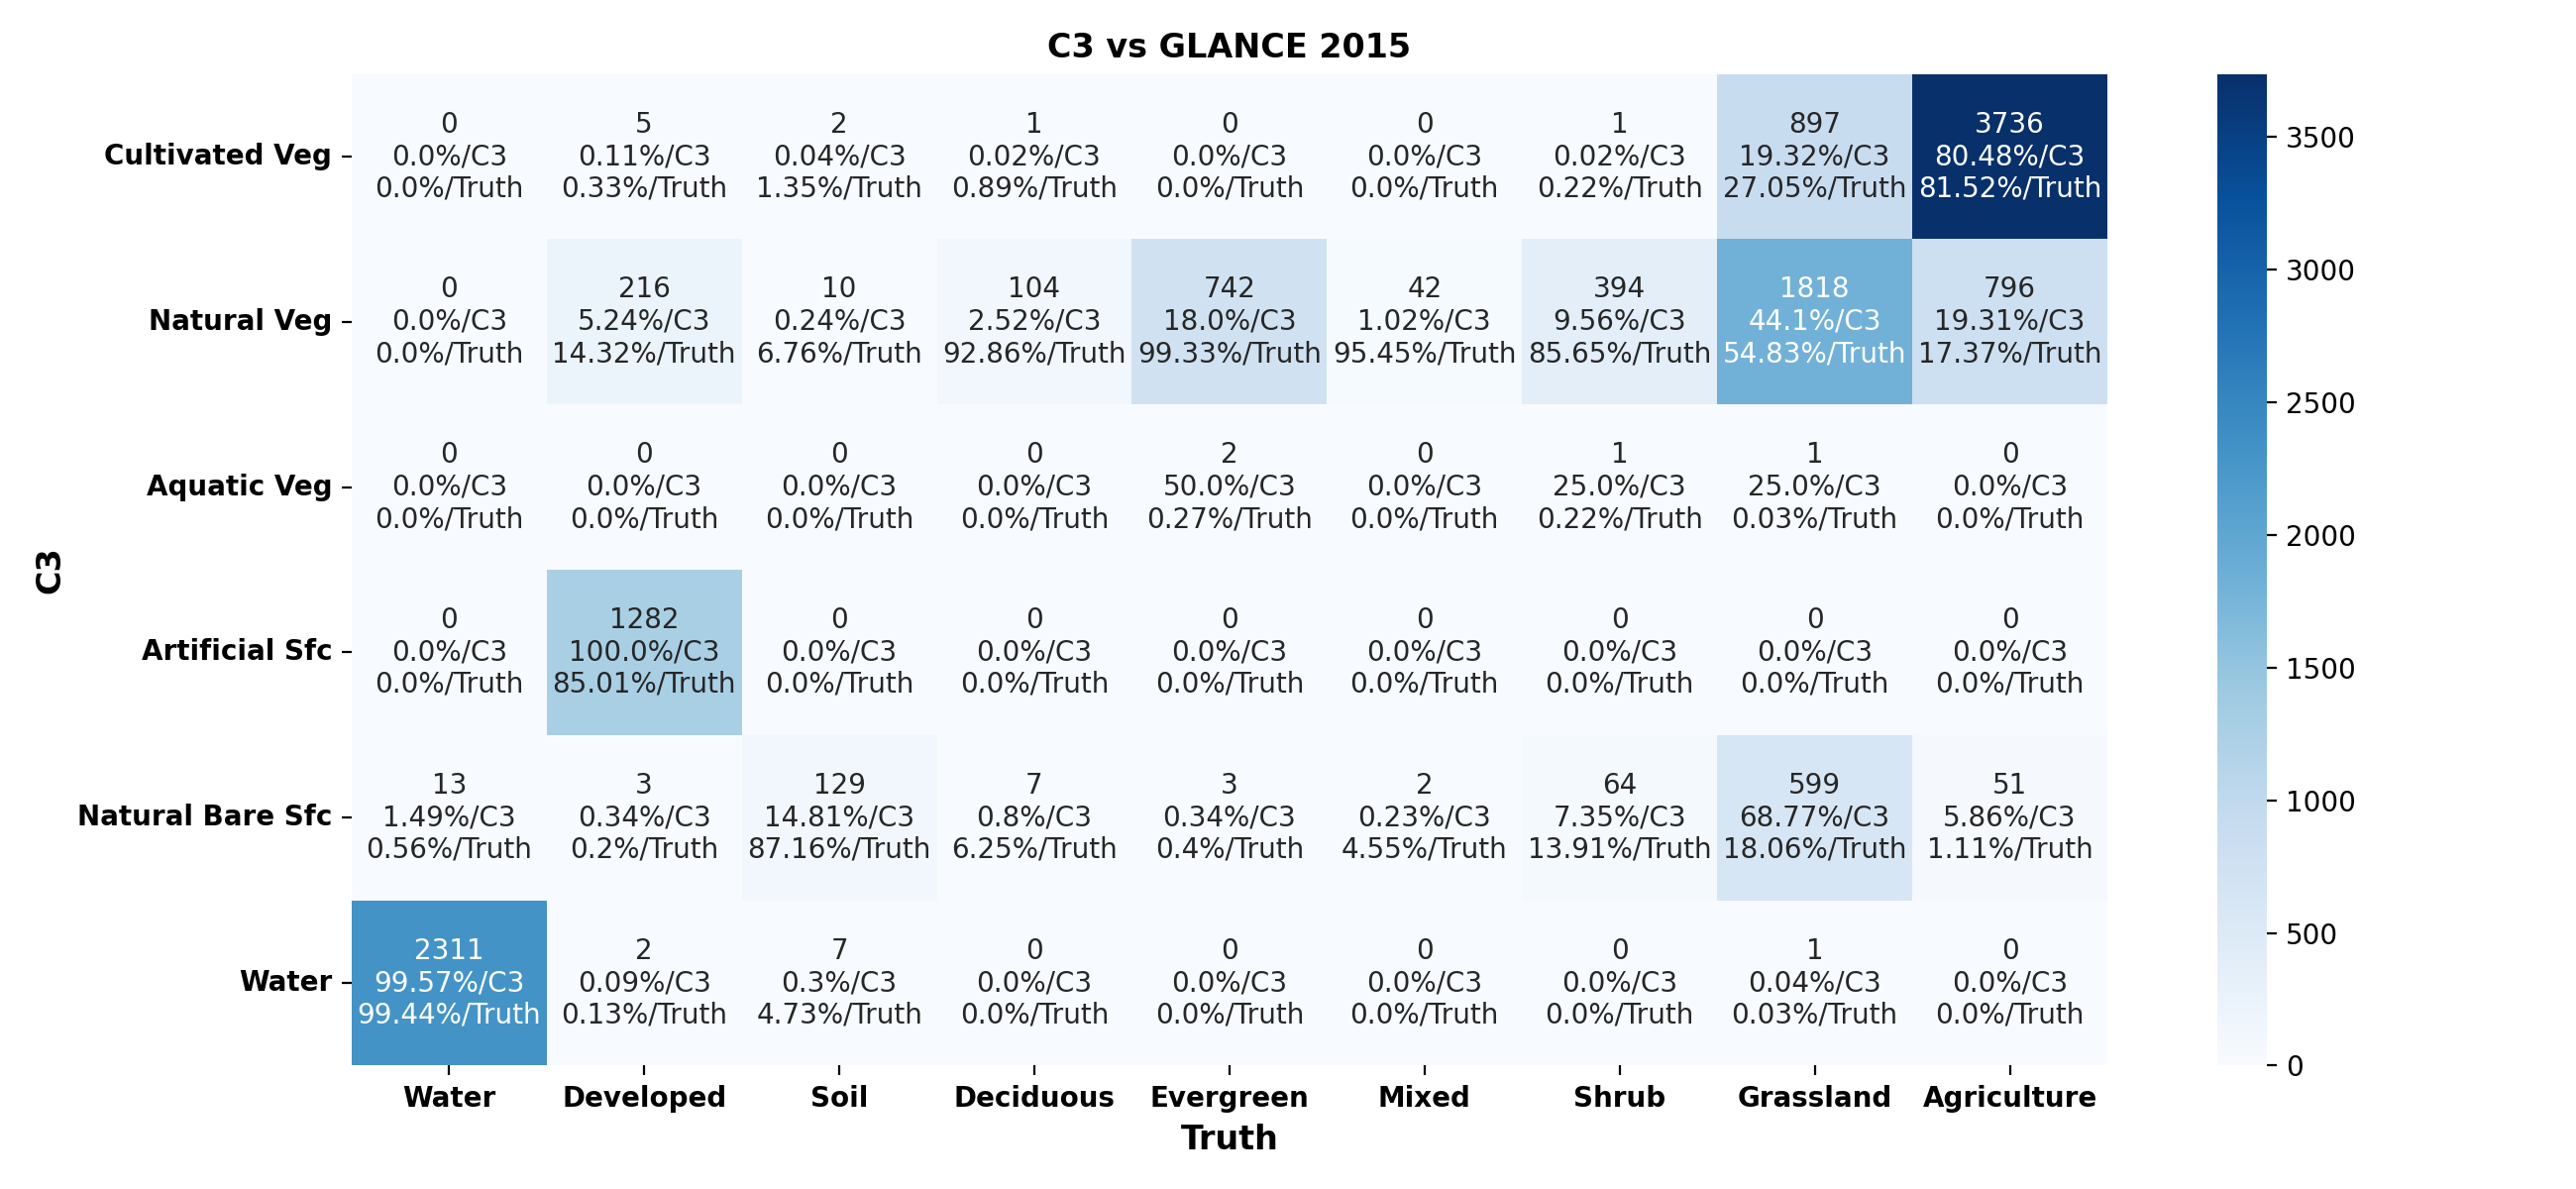 C3 vs GLANCE 2015
Cultivated Veg
0 5 2 1 0 0 1 897 3736
0.0%/C3 0.11%/C3 0.04%/C3 0.02%/C3 0.0%/C3 0.0%/C3 0.02%/C3 19.32%/C3 80.48%/C3
0.0%/Truth 0.33%/Truth 1.35%/Truth 0.89%/Truth 0.0%/Truth 0.0%/Truth 0.22%/Truth 27.05%/Truth 81.52%/Truth
Natural Veg
0 216 10 104 742 42 394 1818 796
0.0%/C3 5.24%/C3 0.24%/C3 2.52%/C3 18.0%/C3 1.02%/C3 9.56%/C3 44.1%/C3 19.31%/C3
0.0%/Truth 14.32%/Truth 6.76%/Truth 92.86%/Truth 99.33%/Truth 95.45%/Truth 85.65%/Truth 54.83%/Truth 17.37%/Truth
Aquatic Veg
0 0 0 0 2 0 1 1 0
0.0%/C3 0.0%/C3 0.0%/C3 0.0%/C3 50.0%/C3 0.0%/C3 25.0%/C3 25.0%/C3 0.0%/C3
0.0%/Truth 0.0%/Truth 0.0%/Truth 0.0%/Truth 0.27%/Truth 0.0%/Truth 0.22%/Truth 0.03%/Truth 0.0%/Truth
Artificial Sfc
0 1282 0 0 0 0 0 0 0
0.0%/C3 100.0%/C3 0.0%/C3 0.0%/C3 0.0%/C3 0.0%/C3 0.0%/C3 0.0%/C3 0.0%/C3
0.0%/Truth 85.01%/Truth 0.0%/Truth 0.0%/Truth 0.0%/Truth 0.0%/Truth 0.0%/Truth 0.0%/Truth 0.0%/Truth
Natural Bare Sfc
13 3 129 7 3 2 64 599 51
1.49%/C3 0.34%/C3 14.81%/C3 0.8%/C3 0.34%/C3 0.23%/C3 7.35%/C3 68.77%/C3 5.86%/C3
0.56%/Truth 0.2%/Truth 87.16%/Truth 6.25%/Truth 0.4%/Truth 4.55%/Truth 13.91%/Truth 18.06%/Truth 1.11%/Truth
Water
2311 2 7 0 0 0 0 1 0
99.57%/C3 0.09%/C3 0.3%/C3 0.0%/C3 0.0%/C3 0.0%/C3 0.0%/C3 0.04%/C3 0.0%/C3
99.44%/Truth 0.13%/Truth 4.73%/Truth 0.0%/Truth 0.0%/Truth 0.0%/Truth 0.0%/Truth 0.03%/Truth 0.0%/Truth
C3
Water Developed Soil Deciduous Evergreen Mixed Shrub Grassland Agriculture
Truth
3500
3000
2500
2000
1500
1000
500
0